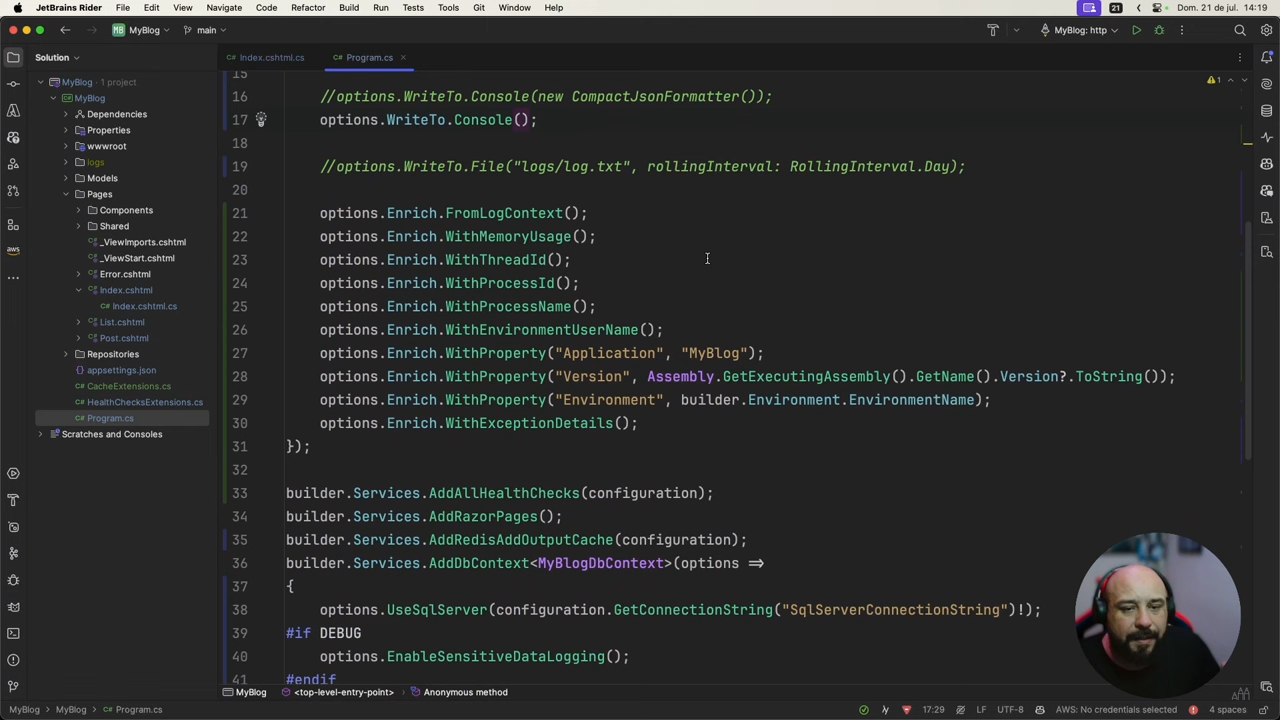 JetBrains Rider File Edit View Navigate Code Refactor Build Run Tests Tools Git Window Help 21 Dom. 21 de jul. 14:19
MB MyBlog main MyBlog: http
Solution
Index.cshtml.cs
Program.cs
MyBlog 1 project
MyBlog
Dependencies
Properties
wwwroot
logs
Models
Pages
Components
Shared
_ViewImports.cshtml
_ViewStart.cshtml
Error.cshtml
Index.cshtml
Index.cshtml.cs
List.cshtml
Post.cshtml
Repositories
appsettings.json
CacheExtensions.cs
HealthChecksExtensions.cs
Program.cs
Scratches and Consoles
aws
1
15
16 //options.WriteTo.Console(new CompactJsonFormatter());
17 options.WriteTo.Console();
18
19 //options.WriteTo.File("logs/log.txt", rollingInterval: RollingInterval.Day);
20
21 options.Enrich.FromLogContext();
22 options.Enrich.WithMemoryUsage();
23 options.Enrich.WithThreadId();
24 options.Enrich.WithProcessId();
25 options.Enrich.WithProcessName();
26 options.Enrich.WithEnvironmentUserName();
27 options.Enrich.WithProperty("Application", "MyBlog");
28 options.Enrich.WithProperty("Version", Assembly.GetExecutingAssembly().GetName().Version?.ToString());
29 options.Enrich.WithProperty("Environment", builder.Environment.EnvironmentName);
30 options.Enrich.WithExceptionDetails();
31 });
32
33 builder.Services.AddAllHealthChecks(configuration);
34 builder.Services.AddRazorPages();
35 builder.Services.AddRedisAddOutputCache(configuration);
36 builder.Services.AddDbContext<MyBlogDbContext>(options =>
37 {
38 options.UseSqlServer(configuration.GetConnectionString("SqlServerConnectionString")!);
39 #if DEBUG
40 options.EnableSensitiveDataLogging();
41 #endif
MyBlog <top-level-entry-point> Anonymous method
MyBlog MyBlog Program.cs 17:29 LF UTF-8 AWS: No credentials selected 4 spaces